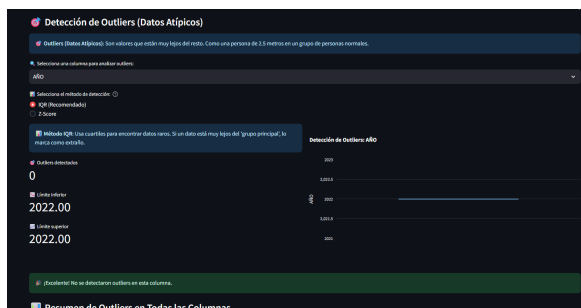 Detección de Outliers (Datos Atípicos)
Outliers (Datos Atípicos): Son valores que están muy lejos del resto. Como una persona de 2.5 metros en un grupo de personas normales.
Selecciona una columna para analizar outliers:
AÑO
Selecciona el método de detección:
IQR (Recomendado)
Z-Score
Método IQR: Usa cuartiles para encontrar datos raros. Si un dato está muy lejos del 'grupo principal', lo
marca como extraño.
Outliers detectados
0
Límite inferior
2022.00
Límite superior
2022.00
Detección de Outliers: AÑO
2023
2,022.5
2022
2,021.5
2021
AÑO
¡Excelente! No se detectaron outliers en esta columna.
Resumen de Outliers en Todas las Columnas